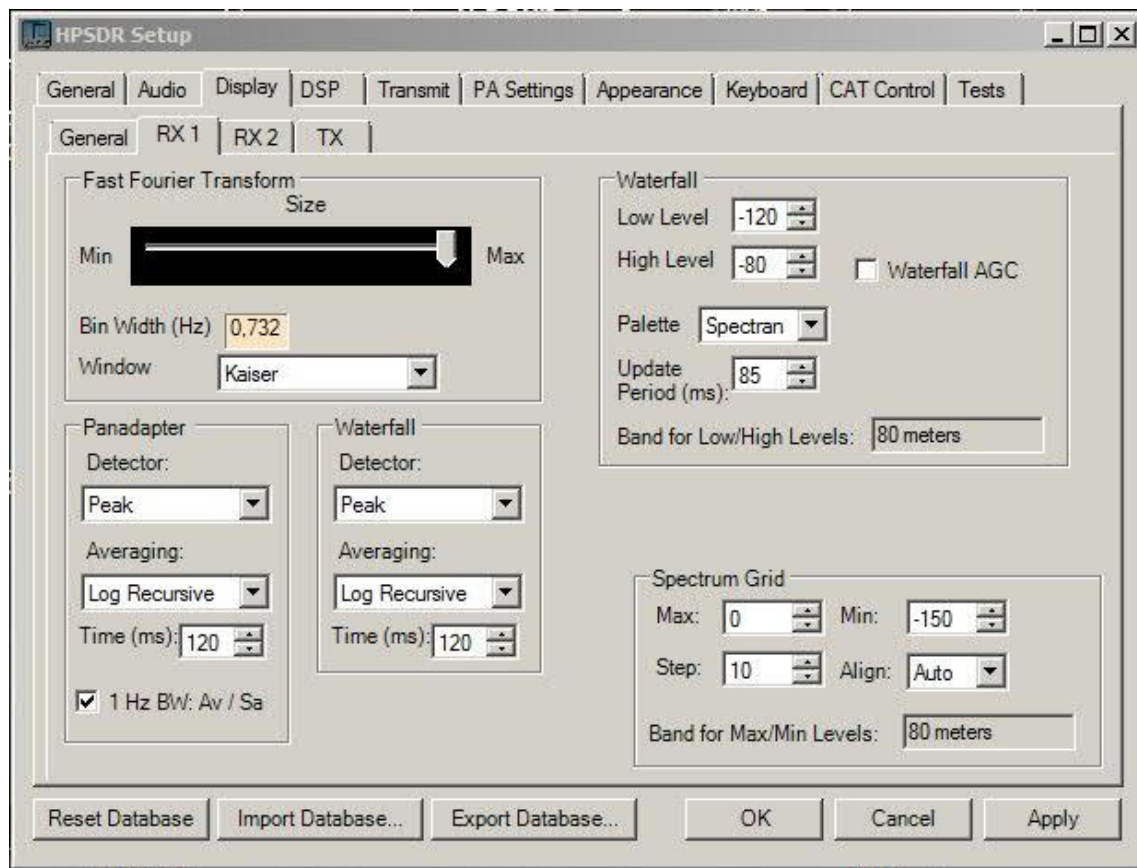 HPSDR Setup
General Audio Display DSP Transmit PA Settings Appearance Keyboard CAT Control Tests
General RX 1 RX 2 TX
Fast Fourier Transform
Size
Min Max
Bin Width (Hz) 0,732
Window Kaiser
Waterfall
Low Level -120
High Level -80 Waterfall AGC
Palette Spectran
Update
Period (ms): 85
Band for Low/High Levels: 80 meters
Panadapter
Detector:
Peak
Averaging:
Log Recursive
Time (ms): 120
1 Hz BW: Av / Sa
Waterfall
Detector:
Peak
Averaging:
Log Recursive
Time (ms): 120
Spectrum Grid
Max: 0 Min: -150
Step: 10 Align: Auto
Band for Max/Min Levels: 80 meters
Reset Database Import Database... Export Database... OK Cancel Apply